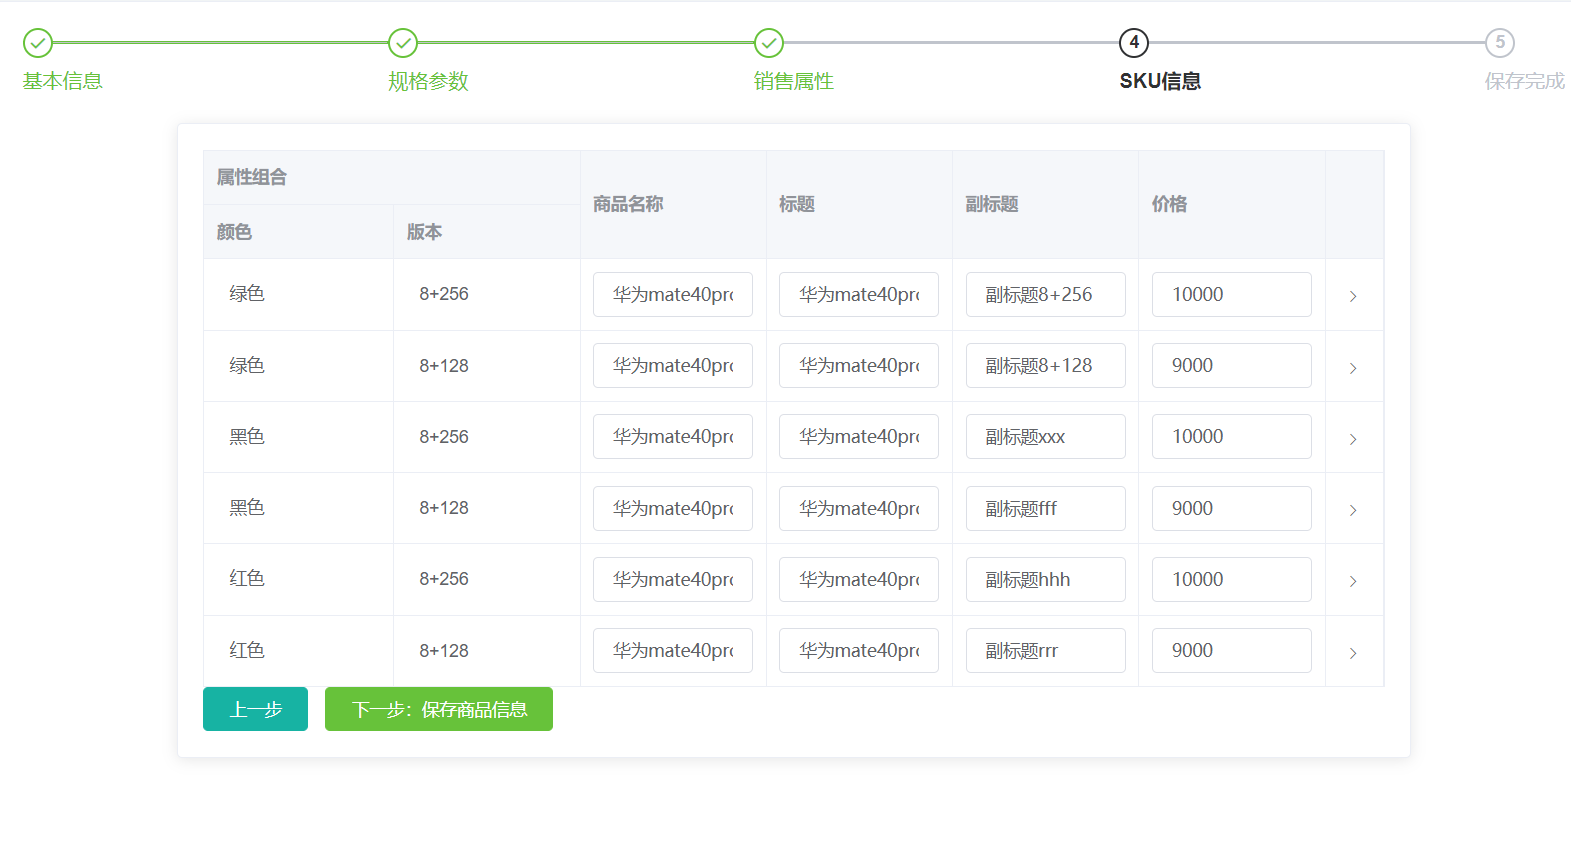 4
5
基本信息
规格参数
销售属性
SKU信息
保存完成
属性组合
商品名称
标题
副标题
价格
颜色
版本
绿色 8+256 华为mate40pro 华为mate40pro 副标题8+256 10000
绿色 8+128 华为mate40pro 华为mate40pro 副标题8+128 9000
黑色 8+256 华为mate40pro 华为mate40pro 副标题xxx 10000
黑色 8+128 华为mate40pro 华为mate40pro 副标题fff 9000
红色 8+256 华为mate40pro 华为mate40pro 副标题hhh 10000
红色 8+128 华为mate40pro 华为mate40pro 副标题rrr 9000
上一步
下一步：保存商品信息